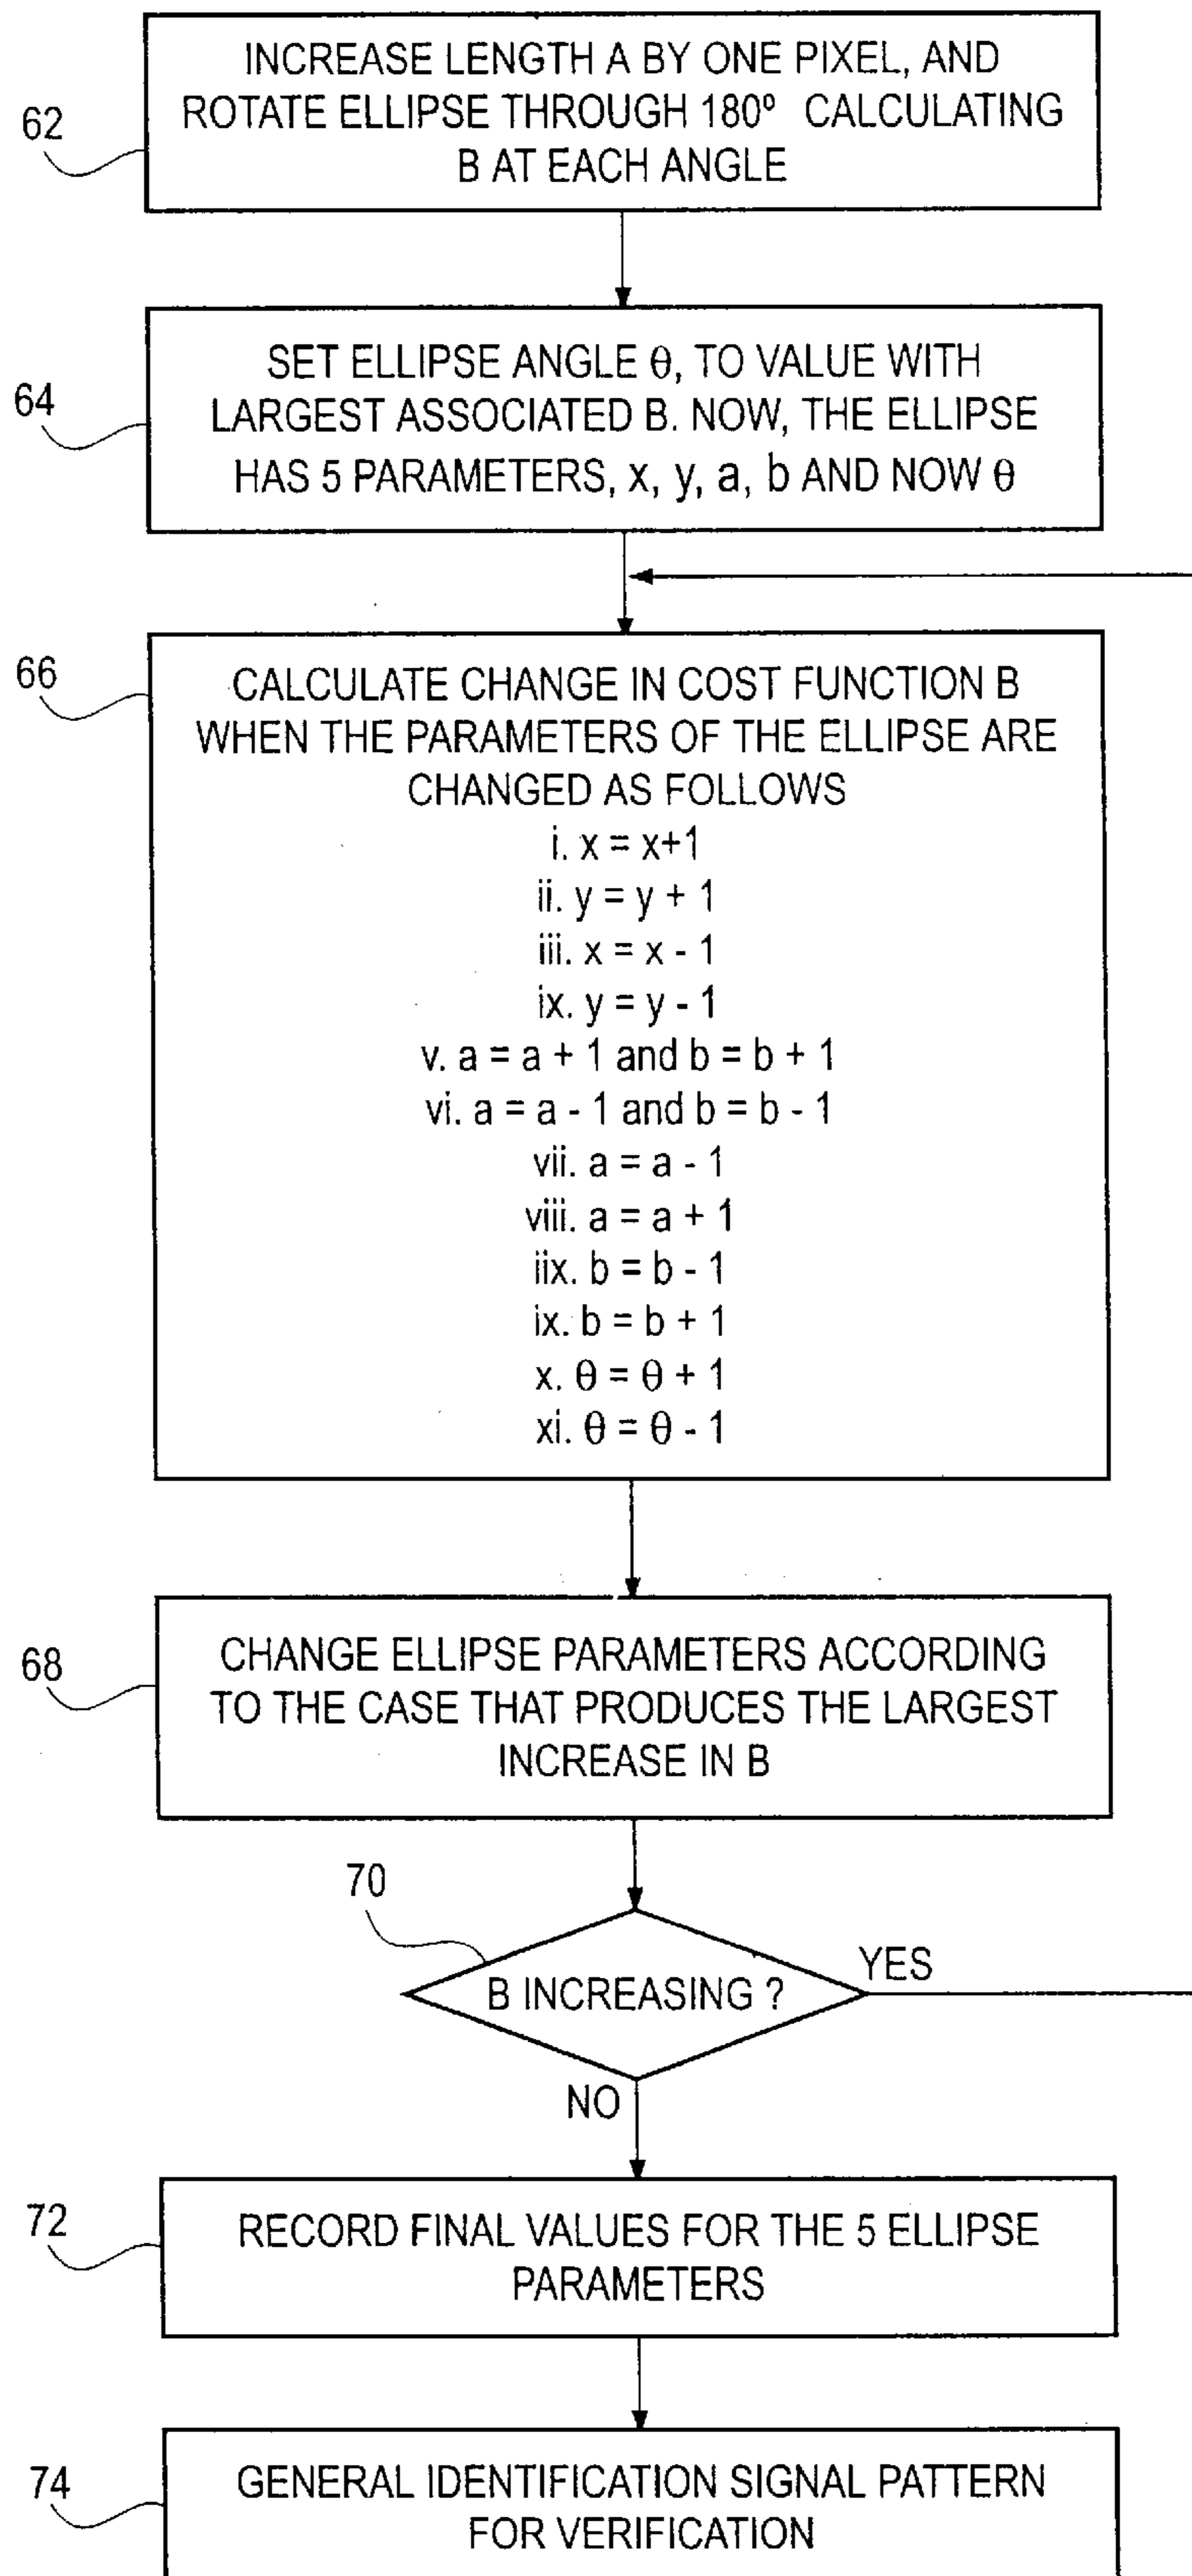 62
INCREASE LENGTH A BY ONE PIXEL, AND
ROTATE ELLIPSE THROUGH 180º CALCULATING
B AT EACH ANGLE
64
SET ELLIPSE ANGLE θ, TO VALUE WITH
LARGEST ASSOCIATED B. NOW, THE ELLIPSE
HAS 5 PARAMETERS, x, y, a, b AND NOW θ
66
CALCULATE CHANGE IN COST FUNCTION B
WHEN THE PARAMETERS OF THE ELLIPSE ARE
CHANGED AS FOLLOWS
i. x = x+1
ii. y = y + 1
iii. x = x - 1
ix. y = y - 1
v. a = a + 1 and b = b + 1
vi. a = a - 1 and b = b - 1
vii. a = a - 1
viii. a = a + 1
iix. b = b - 1
ix. b = b + 1
x. θ = θ + 1
xi. θ = θ - 1
68
CHANGE ELLIPSE PARAMETERS ACCORDING
TO THE CASE THAT PRODUCES THE LARGEST
INCREASE IN B
70
B INCREASING ?
YES
NO
72
RECORD FINAL VALUES FOR THE 5 ELLIPSE
PARAMETERS
74
GENERAL IDENTIFICATION SIGNAL PATTERN
FOR VERIFICATION